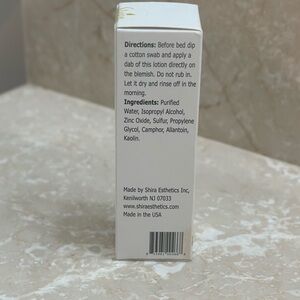 Directions: Before bed dip
a cotton swab and apply a
dab of this lotion directly on
the blemish. Do not rub in.
Let it dry and rinse off in the
morning.
Ingredients: Purified
Water, Isopropyl Alcohol,
Zinc Oxide, Sulfur, Propylene
Glycol, Camphor, Allantoin,
Kaolin.
Made by Shira Esthetics Inc,
Kenilworth NJ 07033
www.shiraesthetics.com
Made in the USA